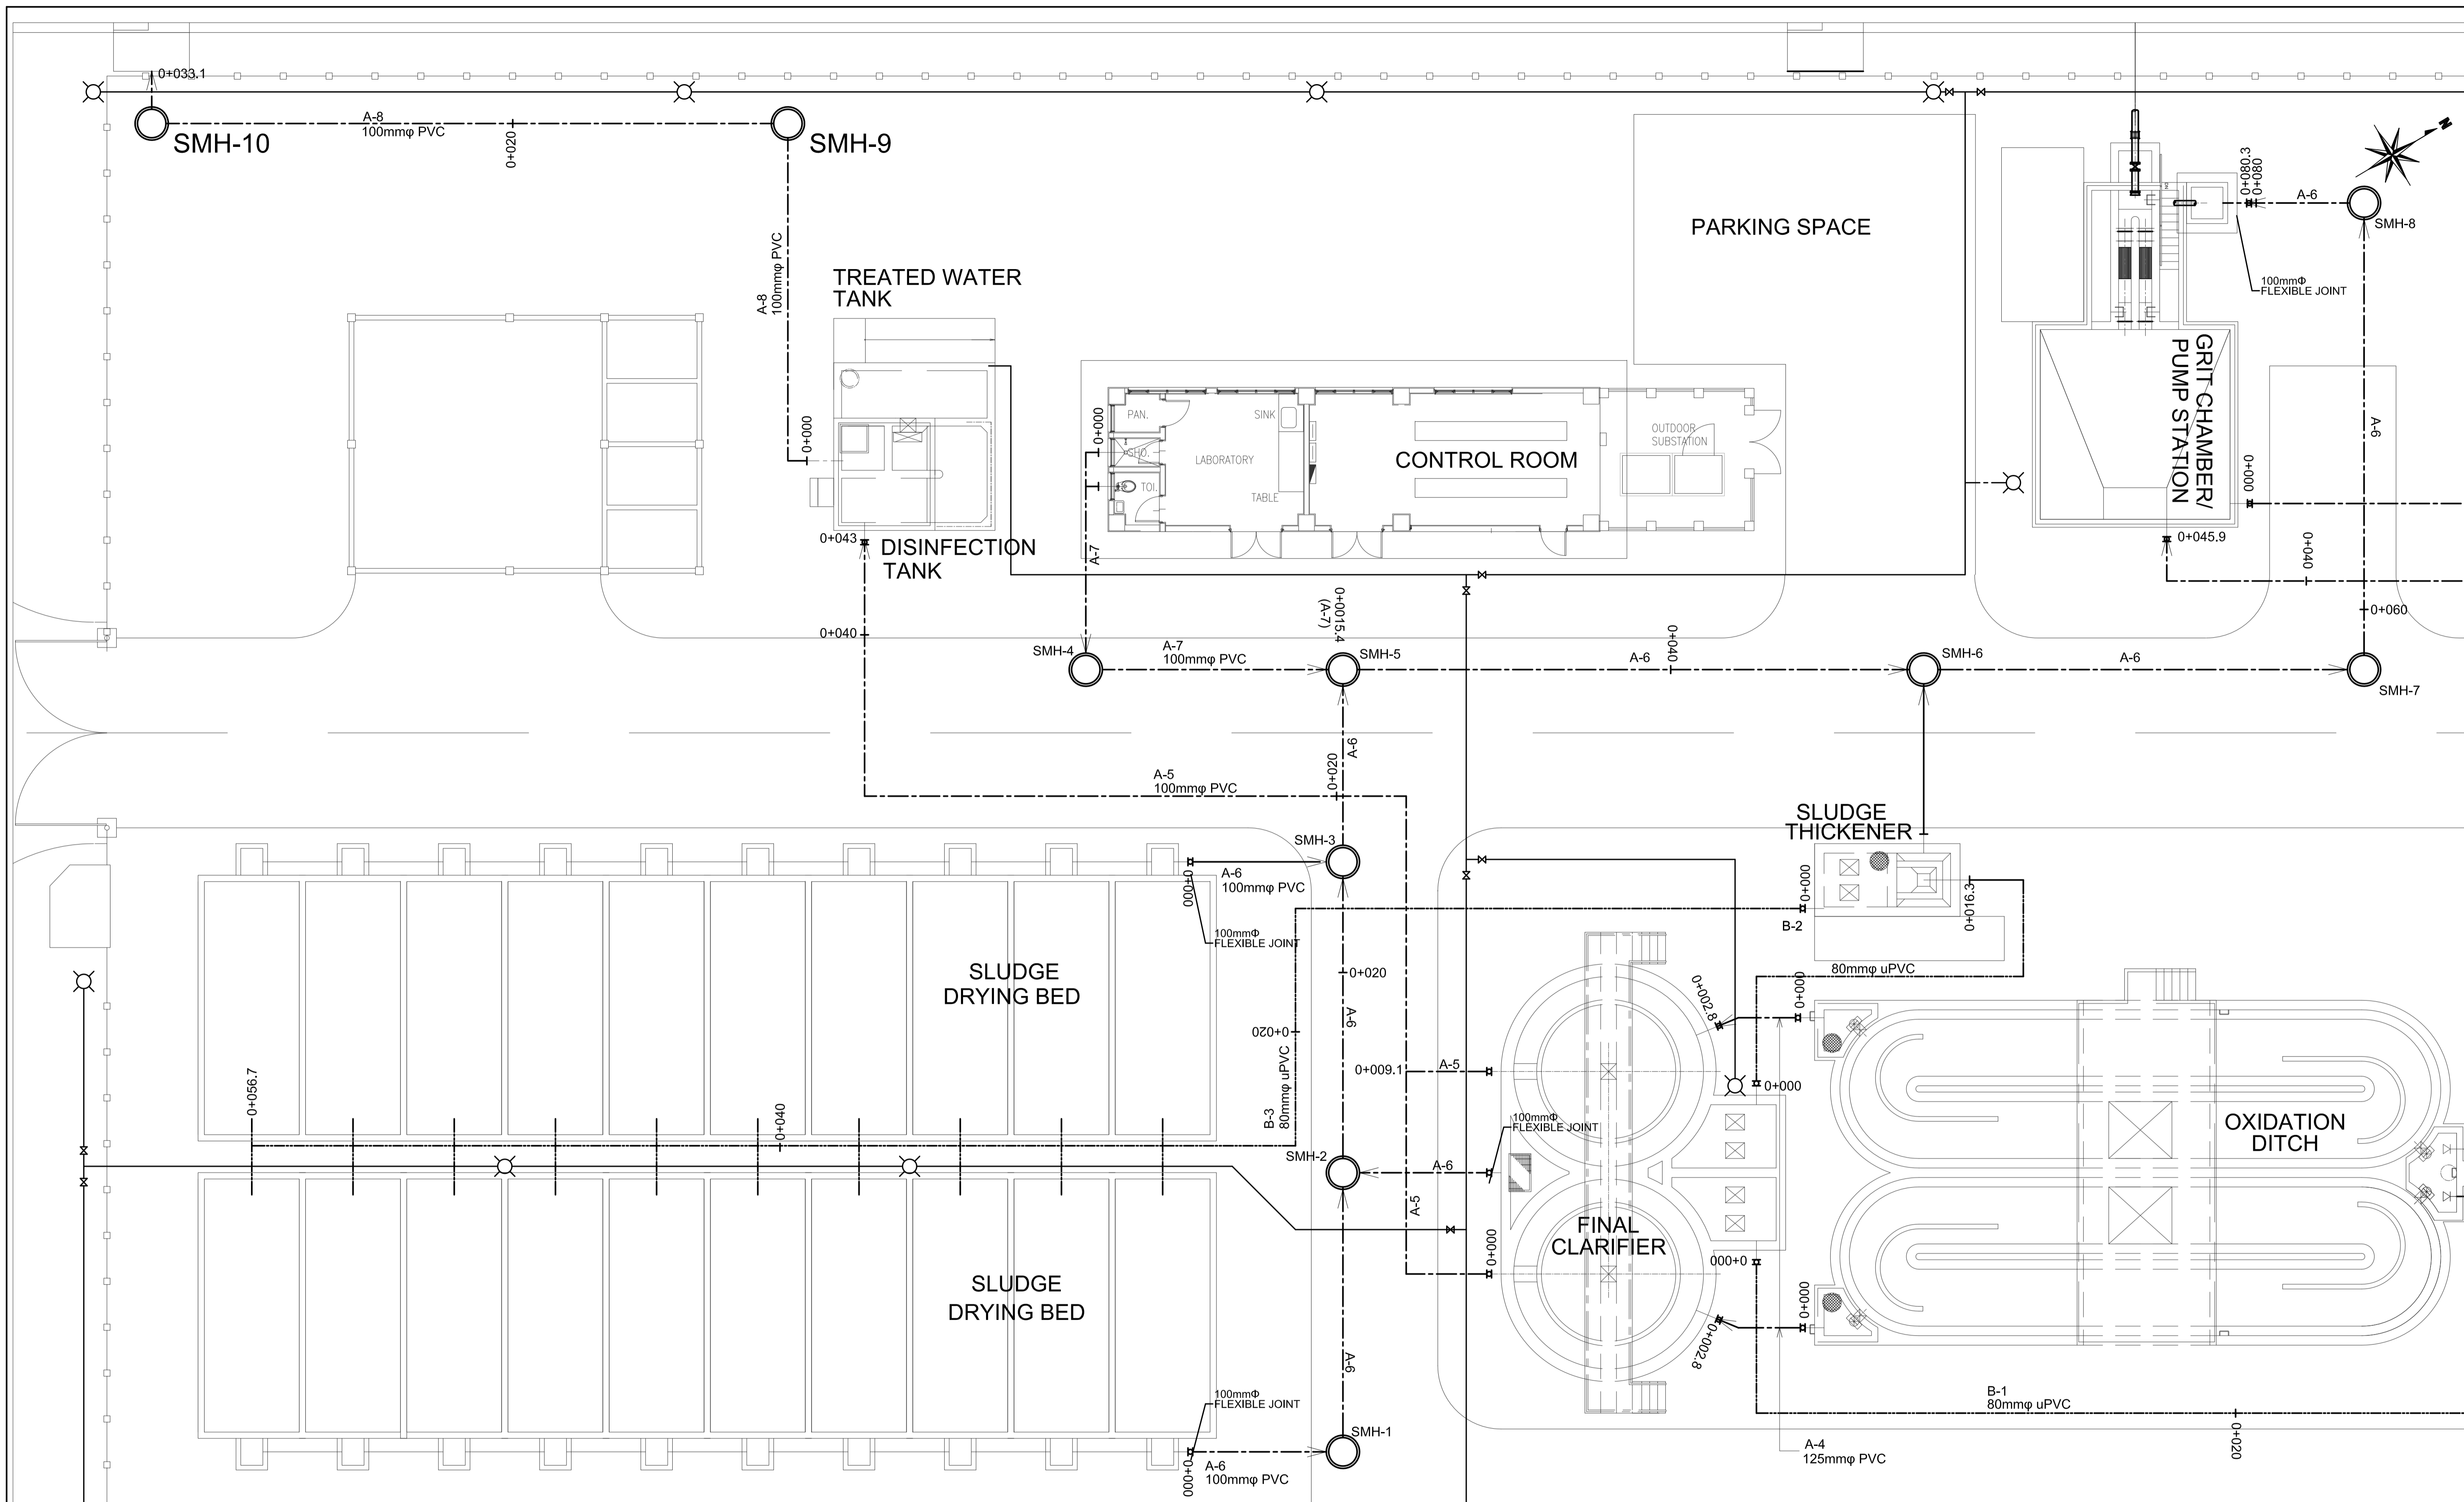 0+033.1
SMH-10
A-8
100mmφ PVC
0+020
SMH-9
A-8
100mmφ PVC
TREATED WATER
TANK
0+000
0+043
DISINFECTION
TANK
0+040
0+000
PAN.
SHO.
TOI.
SINK
LABORATORY
TABLE
CONTROL ROOM
OUTDOOR
SUBSTATION
PARKING SPACE
N
0+080.3
0+080
A-6
SMH-8
100mmΦ
FLEXIBLE JOINT
GRIT CHAMBER/
PUMP STATION
A-6
0+000
0+045.9
0+040
0+060
A-7
0+0015.4
(A-7)
SMH-4
A-7
100mmφ PVC
SMH-5
A-6
0+040
SMH-6
A-6
SMH-7
A-6
0+020
A-5
100mmφ PVC
SMH-3
0+000
A-6
100mmφ PVC
100mmΦ
FLEXIBLE JOINT
SLUDGE
THICKENER
0+000
B-2
0+016.3
80mmφ uPVC
SLUDGE
DRYING BED
0+020
0+020
A-6
B-3
80mmφ uPVC
0+056.7
0+040
0+009.1
A-5
0+002.8
0+000
0+000
100mmΦ
FLEXIBLE JOINT
OXIDATION
DITCH
SMH-2
A-6
A-5
0+000
FINAL
CLARIFIER
0+000
0+000
0+002.8
SLUDGE
DRYING BED
A-6
100mmΦ
FLEXIBLE JOINT
SMH-1
0+000
A-6
100mmφ PVC
B-1
80mmφ uPVC
0+020
A-4
125mmφ PVC